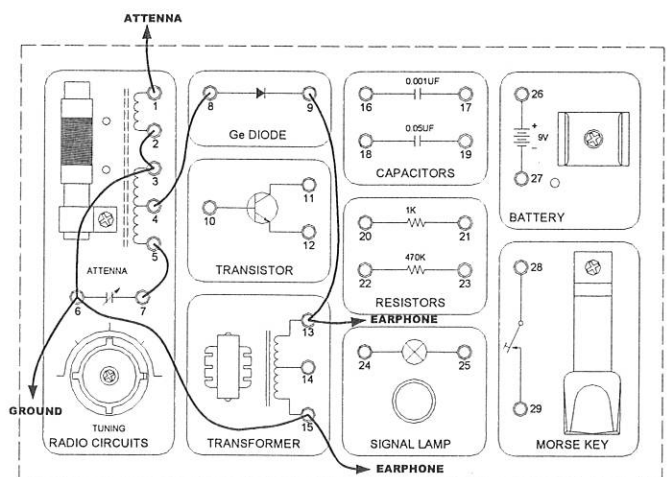 ATTENNA
1
2
3
4
5
ATTENNA
6
7
GROUND
TUNING
RADIO CIRCUITS
8
9
Ge DIODE
10
11
12
TRANSISTOR
13
14
15
TRANSFORMER
EARPHONE
EARPHONE
0.001UF
16
17
0.05UF
18
19
CAPACITORS
1K
20
21
470K
22
23
RESISTORS
24
25
SIGNAL LAMP
26
+
9V
-
27
BATTERY
28
29
MORSE KEY